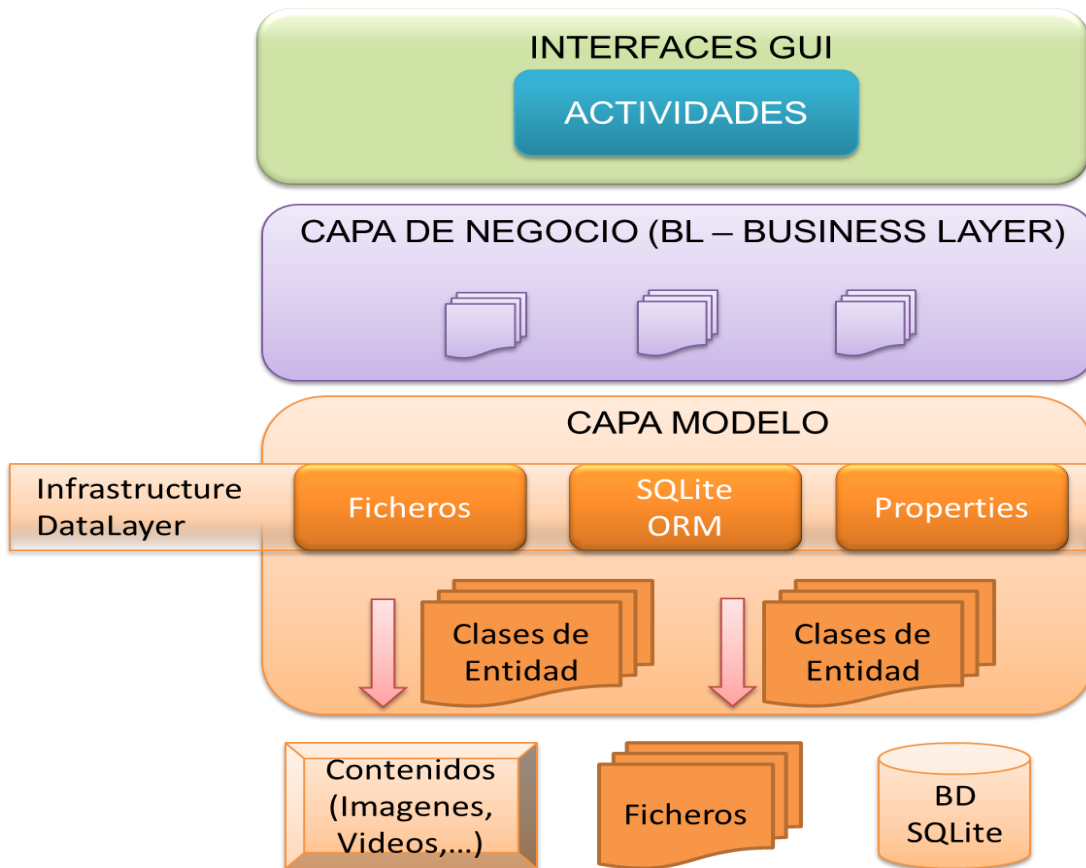 INTERFACES GUI
ACTIVIDADES
CAPA DE NEGOCIO (BL – BUSINESS LAYER)
CAPA MODELO
Infrastructure
DataLayer
Ficheros
SQLite
ORM
Properties
Clases de
Entidad
Clases de
Entidad
Contenidos
(Imagenes,
Videos,...)
Ficheros
BD
SQLite